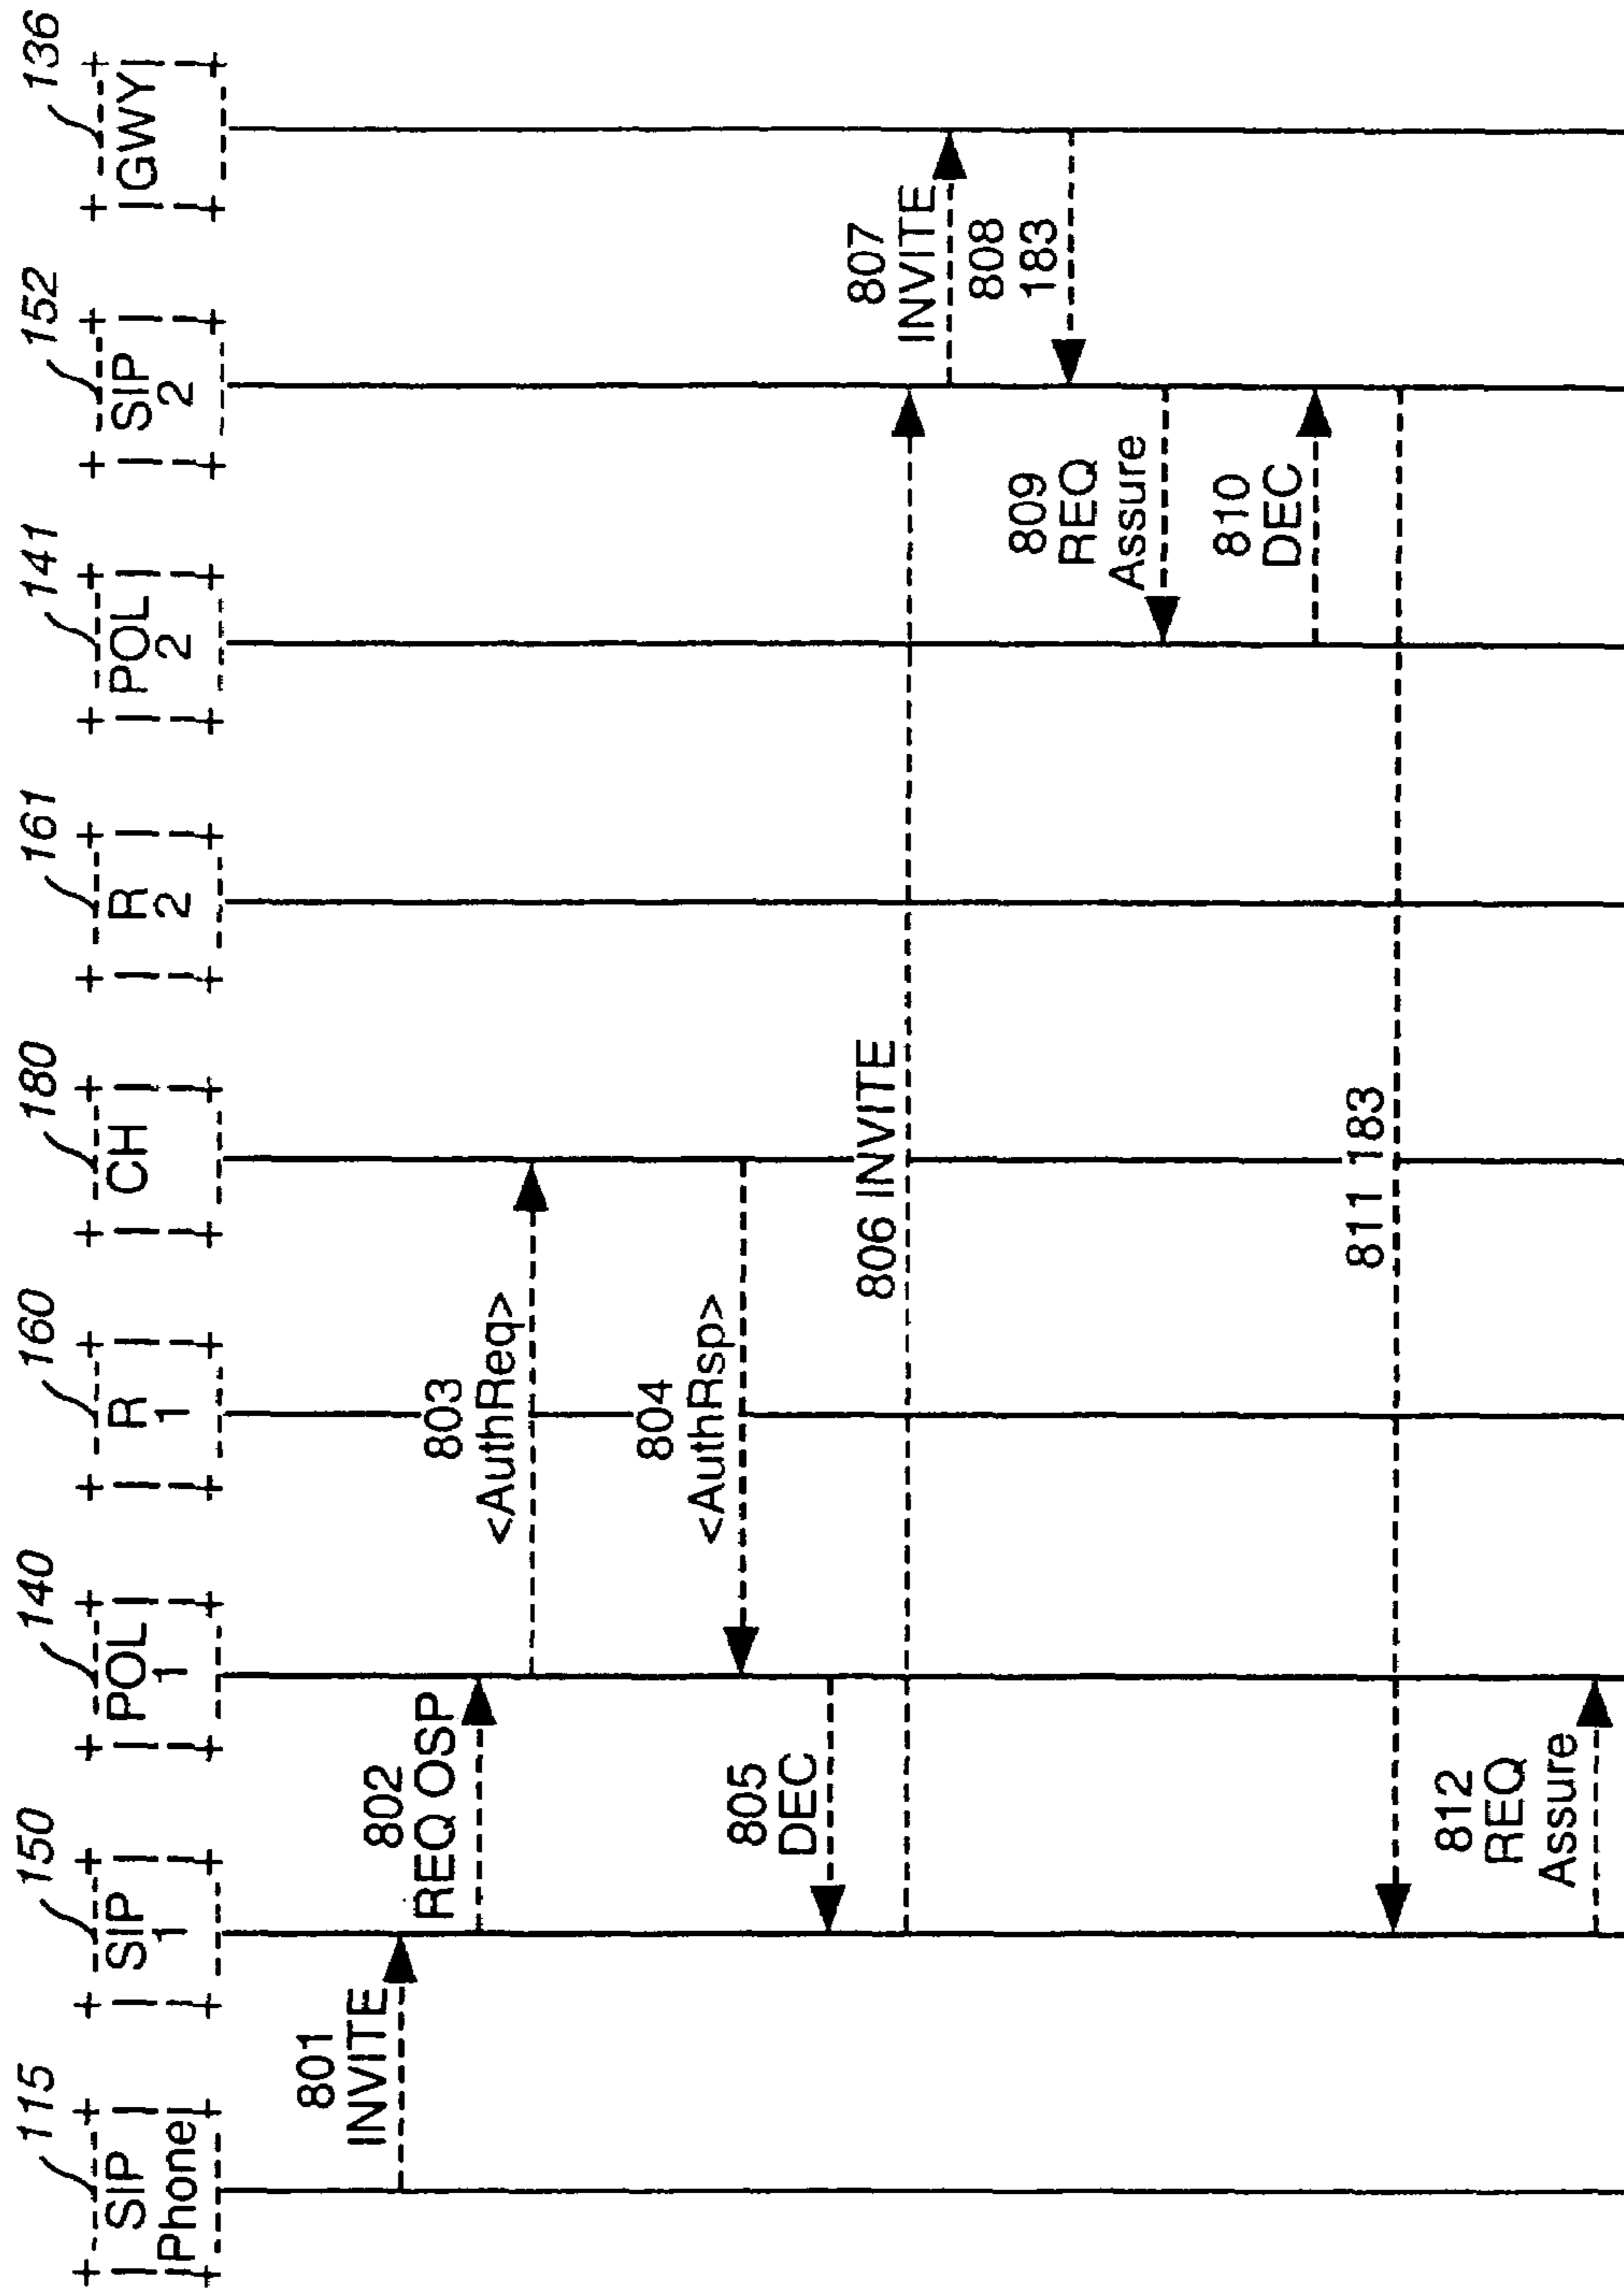 115
SIP
Phone
150
SIP
1
140
POL
1
160
R
1
180
CH
161
R
2
141
POL
2
152
SIP
2
136
GWY
801
INVITE
802
REQ OSP
803
<AuthReq>
804
<AuthRsp>
805
DEC
806 INVITE
807
INVITE
808
183
809
REQ
Assure
810
DEC
811 183
812
REQ
Assure